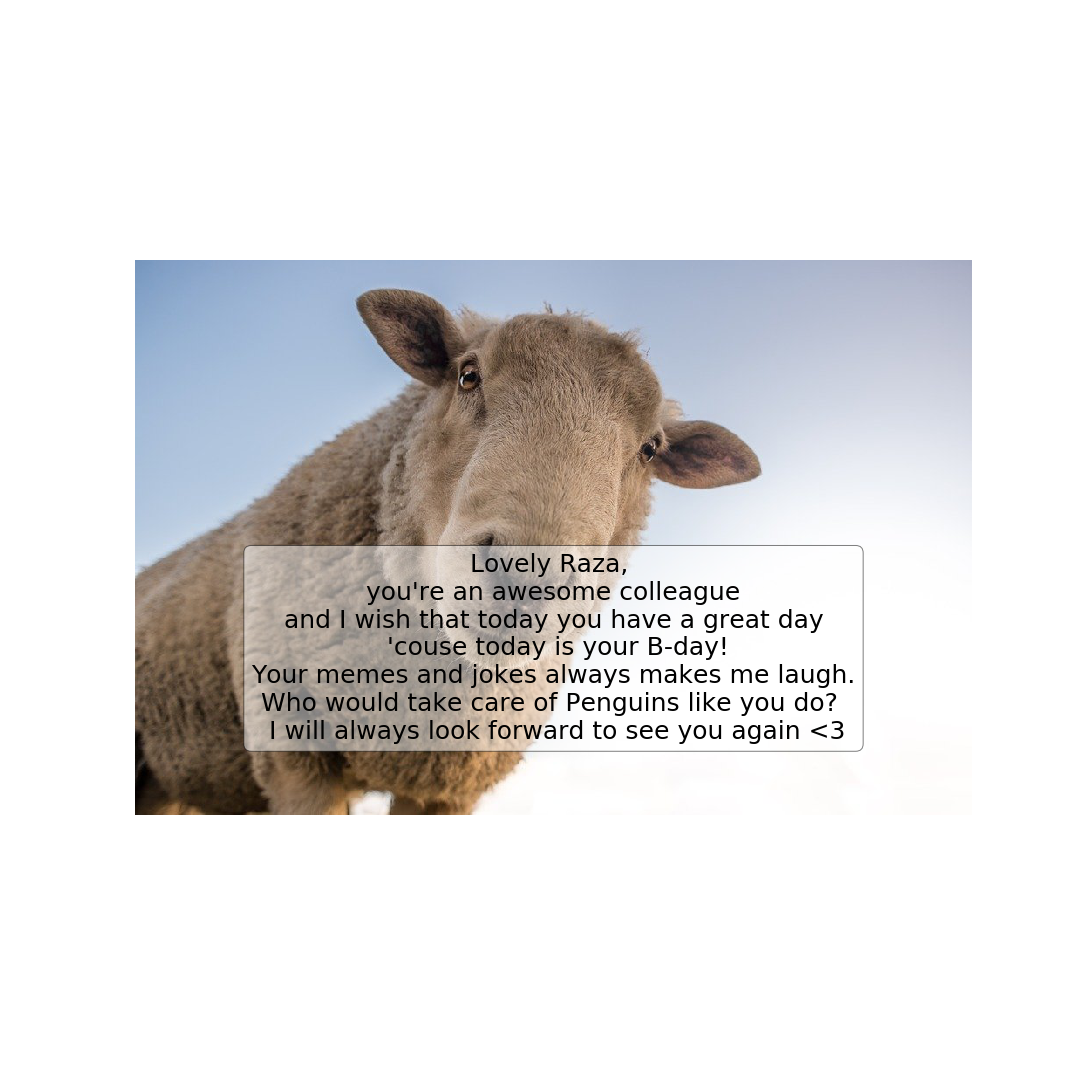 Lovely Raza,
you're an awesome colleague
and I wish that today you have a great day
'couse today is your B-day!
Your memes and jokes always makes me laugh.
Who would take care of Penguins like you do?
I will always look forward to see you again <3